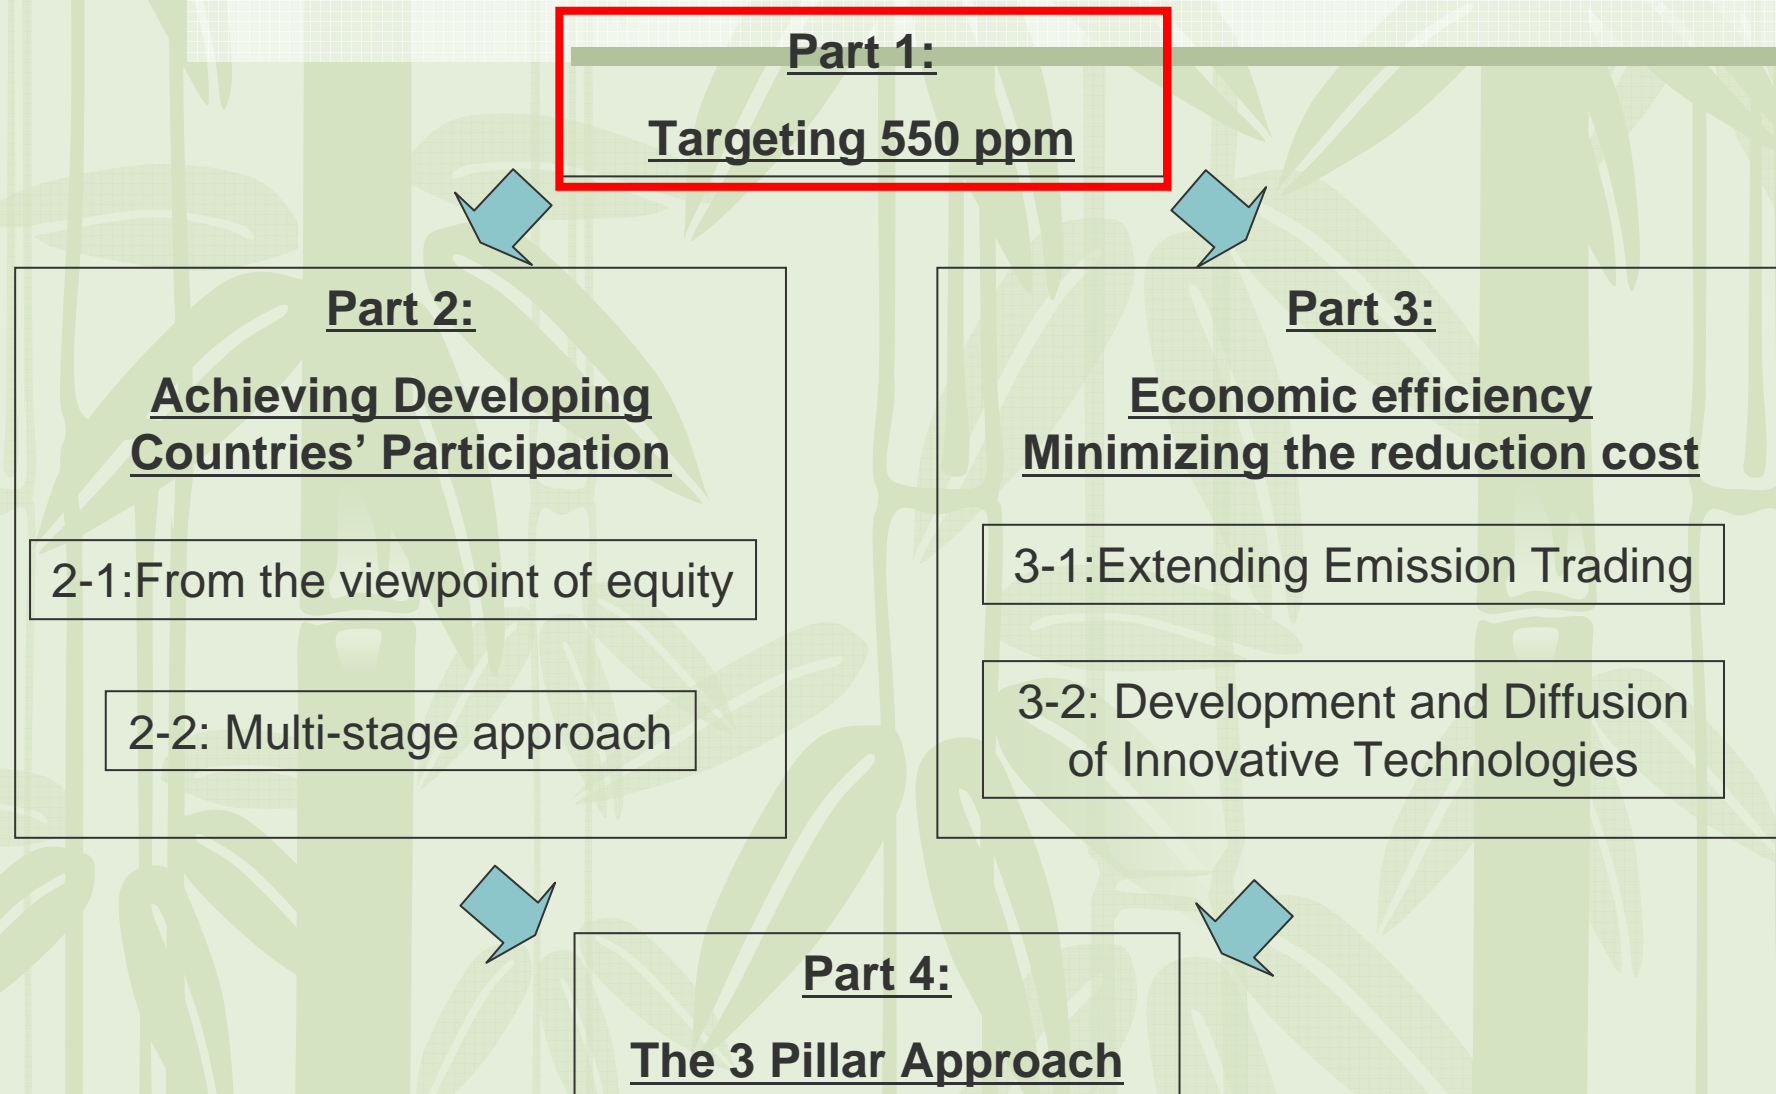 Part 1:
Targeting 550 ppm
Part 2:
Achieving Developing
Countries’ Participation
2-1:From the viewpoint of equity
2-2: Multi-stage approach
Part 3:
Economic efficiency
Minimizing the reduction cost
3-1:Extending Emission Trading
3-2: Development and Diffusion
of Innovative Technologies
Part 4:
The 3 Pillar Approach